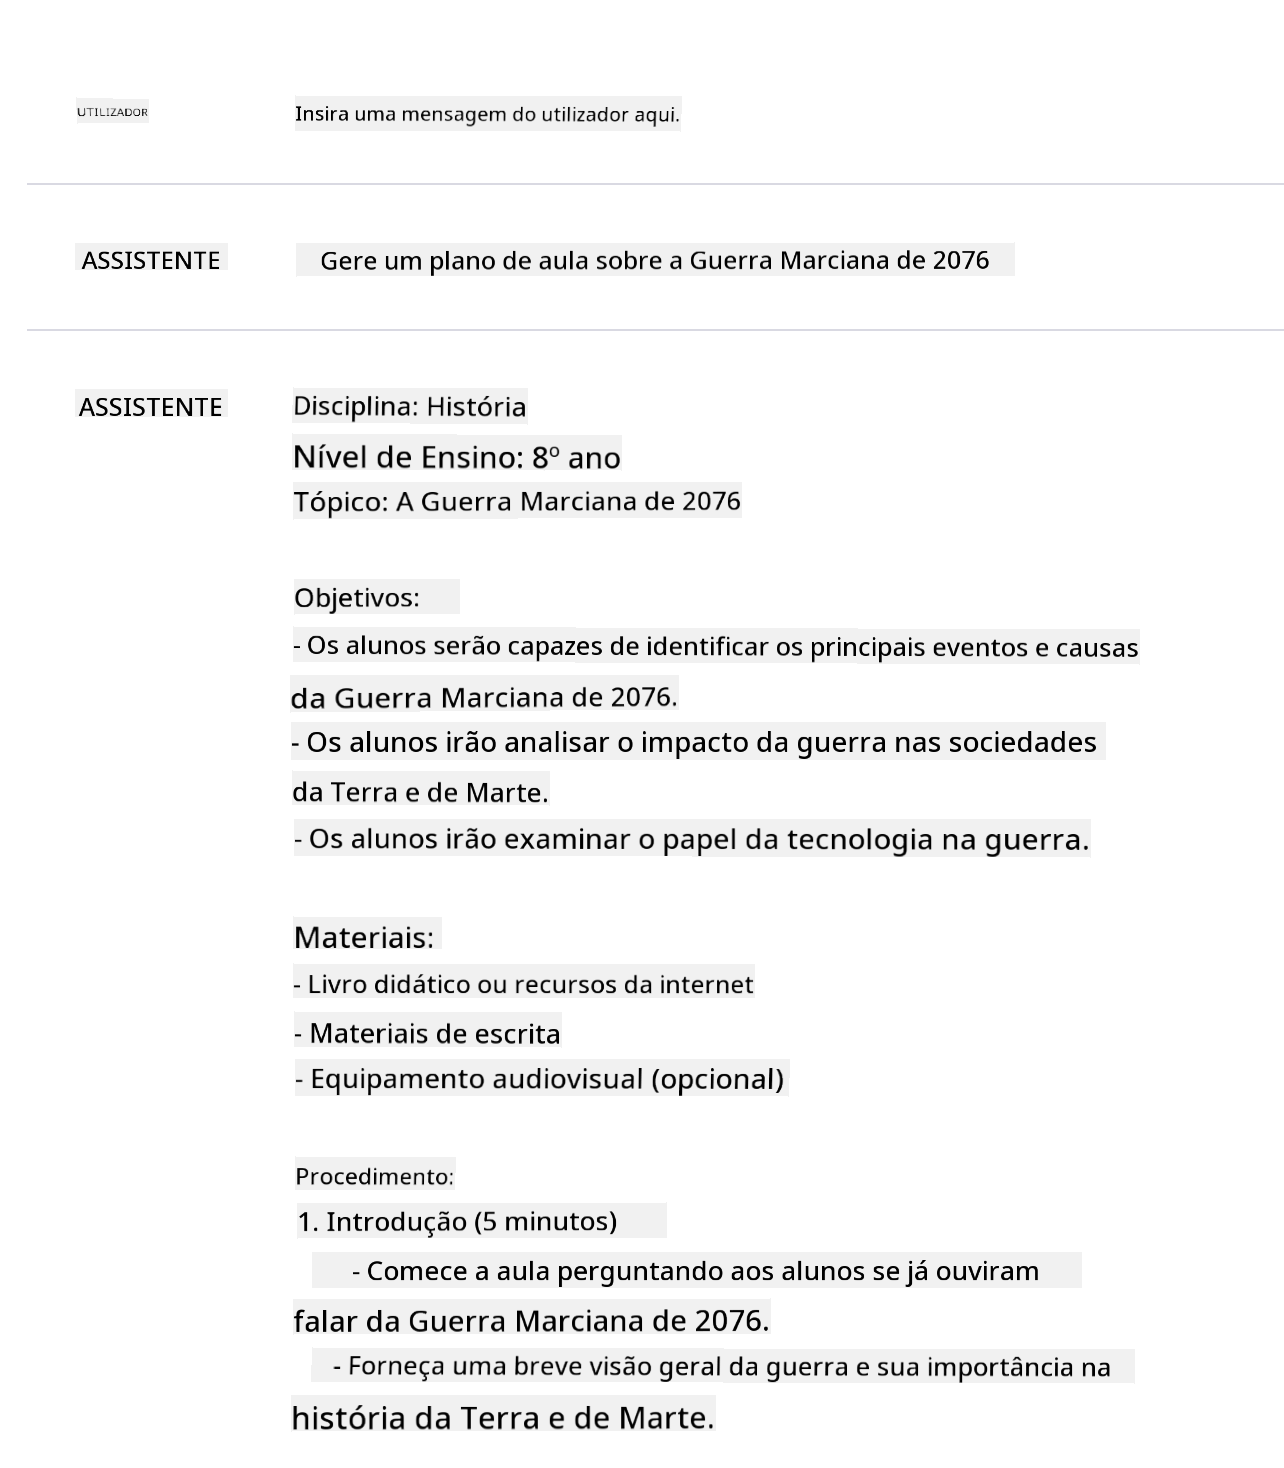 UTILIZADOR
Insira uma mensagem do utilizador aqui.
ASSISTENTE
Gere um plano de aula sobre a Guerra Marciana de 2076
ASSISTENTE
Disciplina: História
Nível de Ensino: 8º ano
Tópico: A Guerra Marciana de 2076
Objetivos:
- Os alunos serão capazes de identificar os principais eventos e causas
da Guerra Marciana de 2076.
- Os alunos irão analisar o impacto da guerra nas sociedades
da Terra e de Marte.
- Os alunos irão examinar o papel da tecnologia na guerra.
Materiais:
- Livro didático ou recursos da internet
- Materiais de escrita
- Equipamento audiovisual (opcional)
Procedimento:
1. Introdução (5 minutos)
- Comece a aula perguntando aos alunos se já ouviram
falar da Guerra Marciana de 2076.
- Forneça uma breve visão geral da guerra e sua importância na
história da Terra e de Marte.